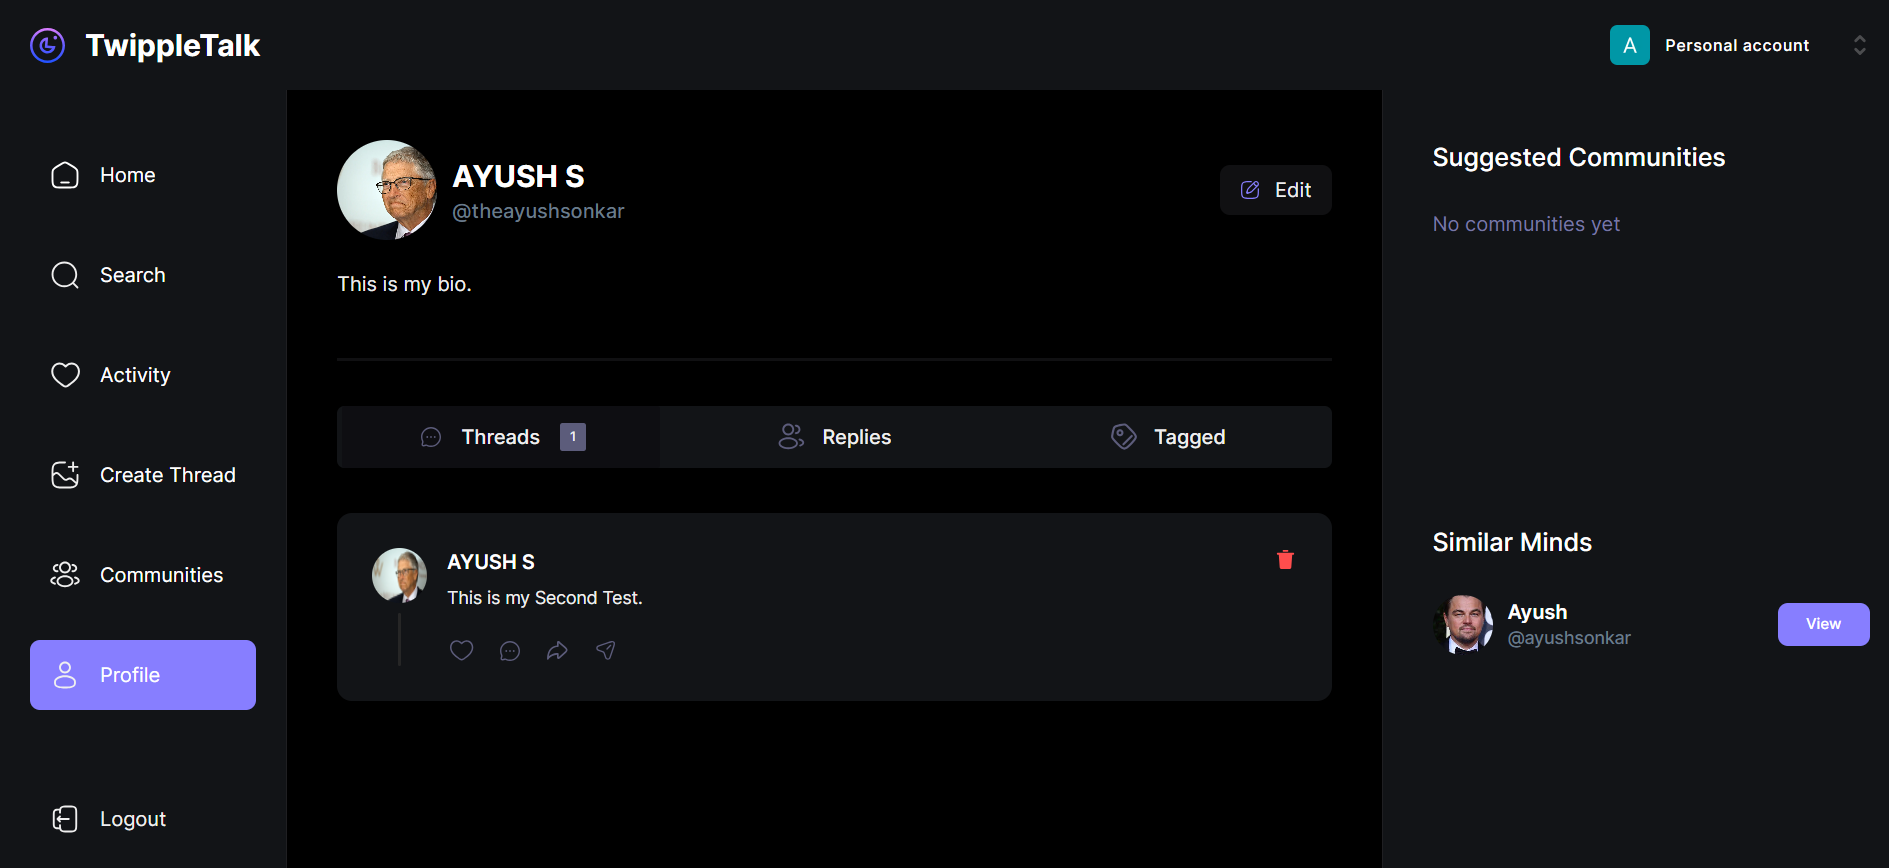 TwippleTalk
A Personal account
Home
Search
Activity
Create Thread
Communities
Profile
Logout
AYUSH S
@theayushsonkar
Edit
This is my bio.
Threads 1
Replies
Tagged
AYUSH S
This is my Second Test.
Suggested Communities
No communities yet
Similar Minds
Ayush
@ayushsonkar
View